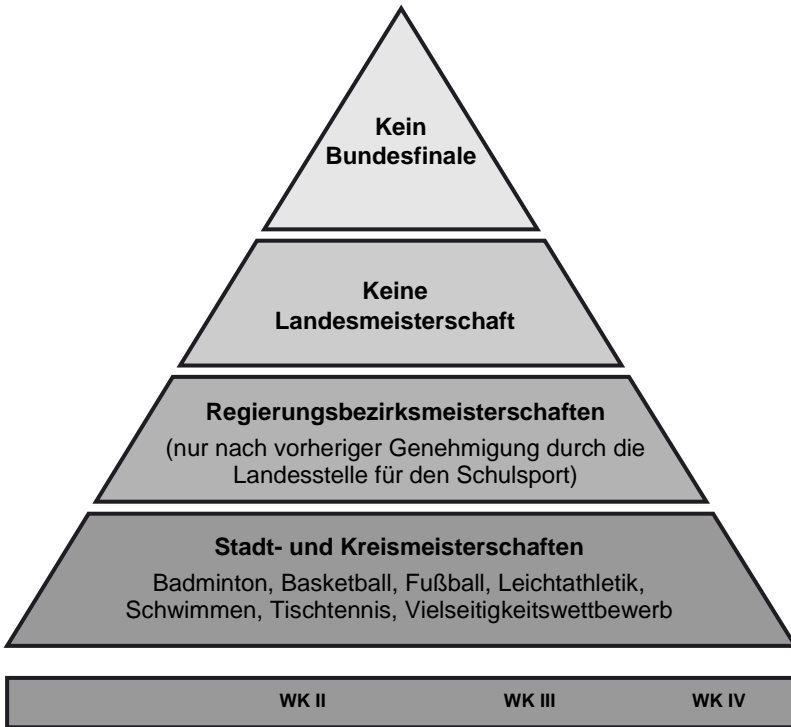 Kein
Bundesfinale
Keine
Landesmeisterschaft
Regierungsbezirksmeisterschaften
(nur nach vorheriger Genehmigung durch die
Landesstelle für den Schulsport)
Stadt- und Kreismeisterschaften
Badminton, Basketball, Fußball, Leichtathletik,
Schwimmen, Tischtennis, Vielseitigkeitswettbewerb
WK II WK III WK IV